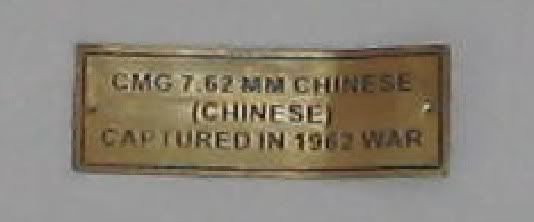 CMG 7.62 MM CHINESE
(CHINESE)
CAPTURED IN 1962 WAR